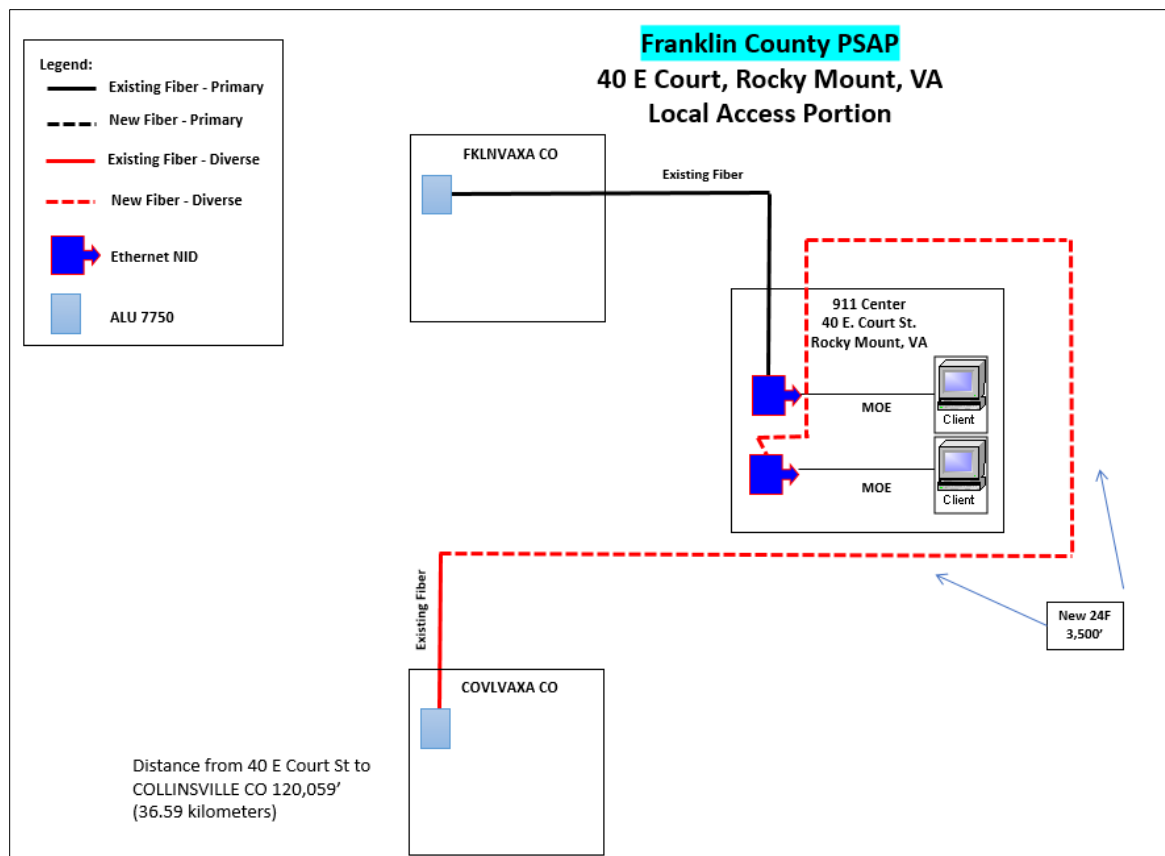 Franklin County PSAP
40 E Court, Rocky Mount, VA
Local Access Portion
Legend:
Existing Fiber - Primary
New Fiber - Primary
Existing Fiber - Diverse
New Fiber - Diverse
Ethernet NID
ALU 7750
FKLNVAXA CO
Existing Fiber
911 Center
40 E. Court St.
Rocky Mount, VA
MOE
Client
MOE
Client
New 24F
3,500’
Existing Fiber
COVLVAXA CO
Distance from 40 E Court St to
COLLINSVILLE CO 120,059’
(36.59 kilometers)